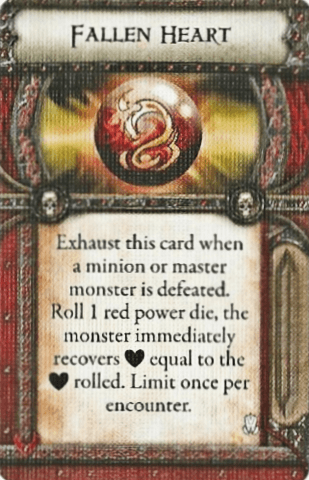 Fallen Heart
Exhaust this card when
a minion or master
monster is defeated.
Roll 1 red power die, the
monster immediately
recovers ♥ equal to the
♥ rolled. Limit once per
encounter.